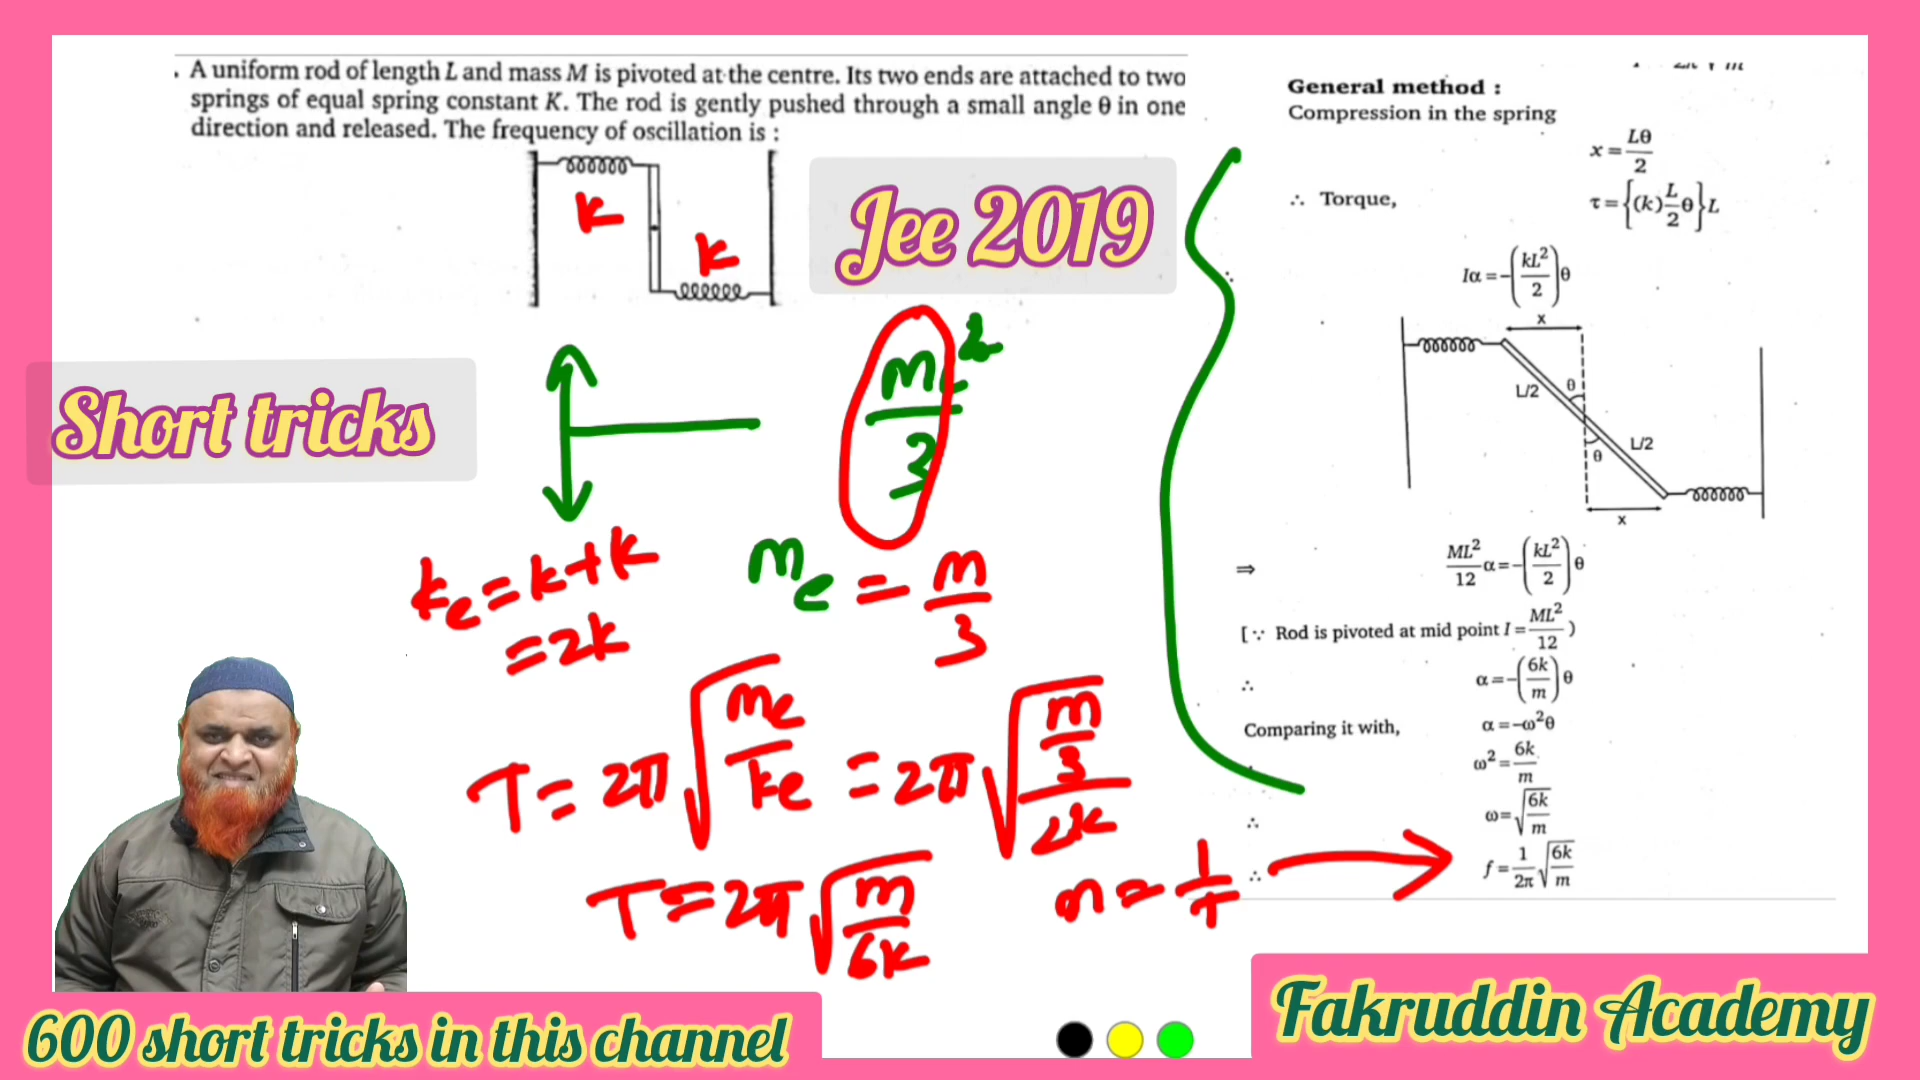 . A uniform rod of length L and mass M is pivoted at the centre. Its two ends are attached to two
springs of equal spring constant K. The rod is gently pushed through a small angle θ in one
direction and released. The frequency of oscillation is :
k
k
Jee 2019
Short tricks
mL²
3
kₑ = k + k
= 2k
mₑ = m/3
T = 2π √(mₑ/kₑ) = 2π √((m/3)/2k)
T = 2π √(m/6k)
n = 1/T
General method :
Compression in the spring
x = Lθ/2
∴ Torque,
τ = {(k) L/2 θ} L
Iα = -(kL²/2)θ
x
L/2
θ
θ
L/2
x
⇒ ML²/12 α = -(kL²/2)θ
[∵ Rod is pivoted at mid point I = ML²/12 )
∴ α = -(6k/m)θ
Comparing it with, α = -ω²θ
ω² = 6k/m
∴ ω = √(6k/m)
∴ f = 1/2π √(6k/m)
600 short tricks in this channel
Fakruddin Academy